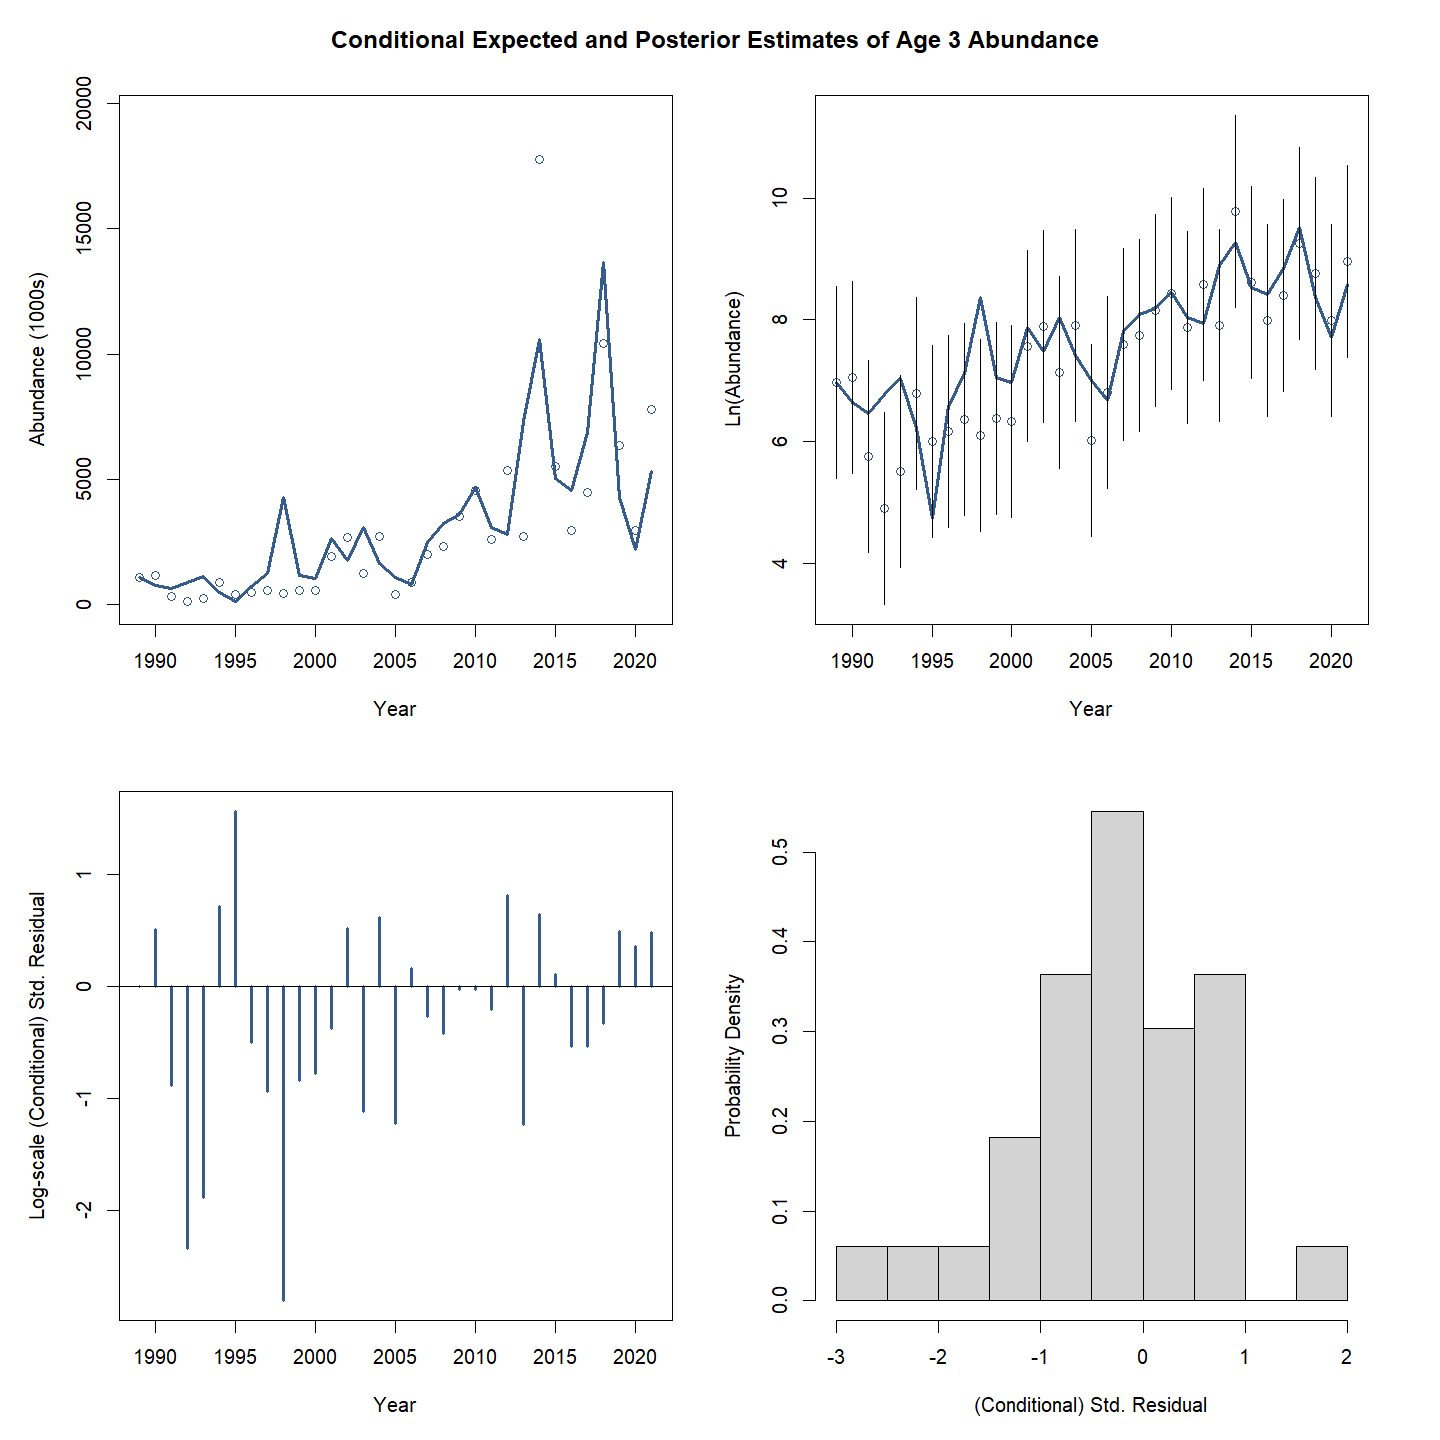 Conditional Expected and Posterior Estimates of Age 3 Abundance
Abundance (1000s)
20000
15000
10000
5000
0
1990 1995 2000 2005 2010 2015 2020
Year
Ln(Abundance)
10
8
6
4
1990 1995 2000 2005 2010 2015 2020
Year
Log-scale (Conditional) Std. Residual
1
0
-1
-2
1990 1995 2000 2005 2010 2015 2020
Year
Probability Density
0.5
0.4
0.3
0.2
0.1
0.0
-3 -2 -1 0 1 2
(Conditional) Std. Residual